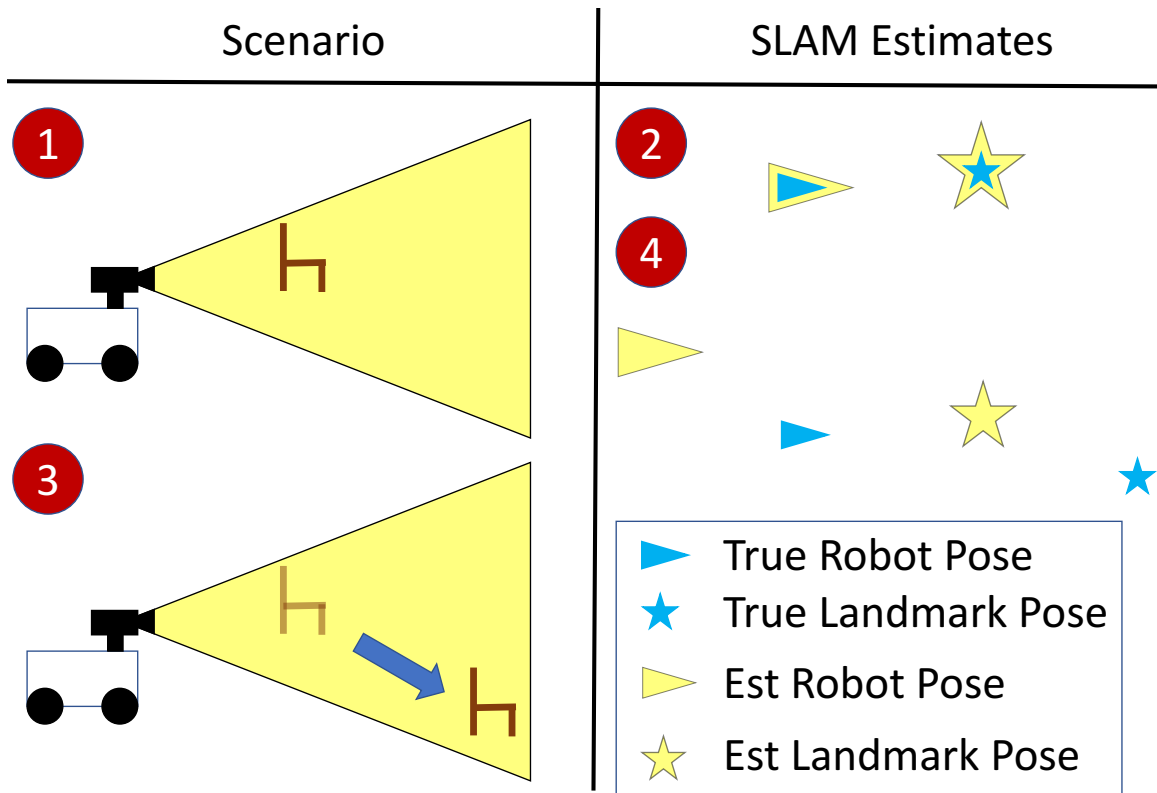 Scenario
SLAM Estimates
1
2
4
3
True Robot Pose
True Landmark Pose
Est Robot Pose
Est Landmark Pose